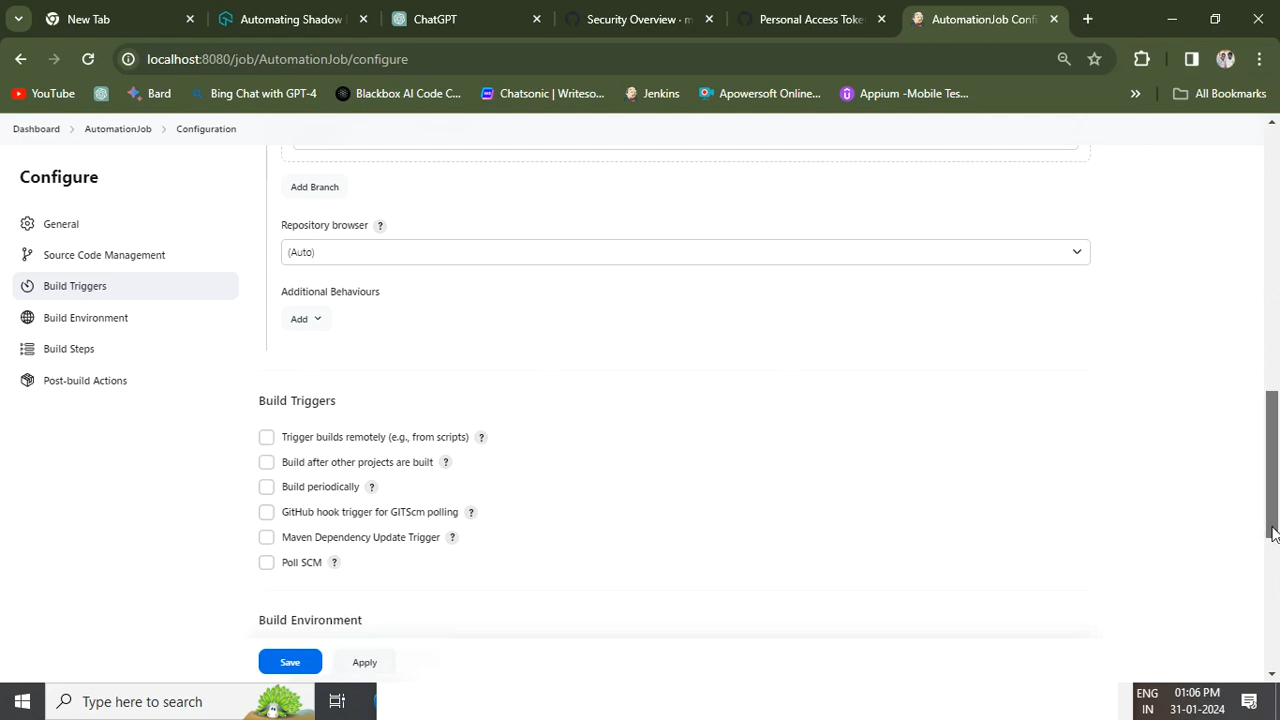 New Tab
Automating Shadow
ChatGPT
Security Overview · m
Personal Access Toke
AutomationJob Confi
localhost:8080/job/AutomationJob/configure
YouTube
Bard
Bing Chat with GPT-4
Blackbox AI Code C...
Chatsonic | Writeso...
Jenkins
Apowersoft Online...
Appium -Mobile Tes...
»
All Bookmarks
Dashboard > AutomationJob > Configuration
Configure
General
Source Code Management
Build Triggers
Build Environment
Build Steps
Post-build Actions
Add Branch
Repository browser ?
(Auto)
Additional Behaviours
Add
Build Triggers
Trigger builds remotely (e.g., from scripts) ?
Build after other projects are built ?
Build periodically ?
GitHub hook trigger for GITScm polling ?
Maven Dependency Update Trigger ?
Poll SCM ?
Build Environment
Save
Apply
Type here to search
ENG
IN
01:06 PM
31-01-2024